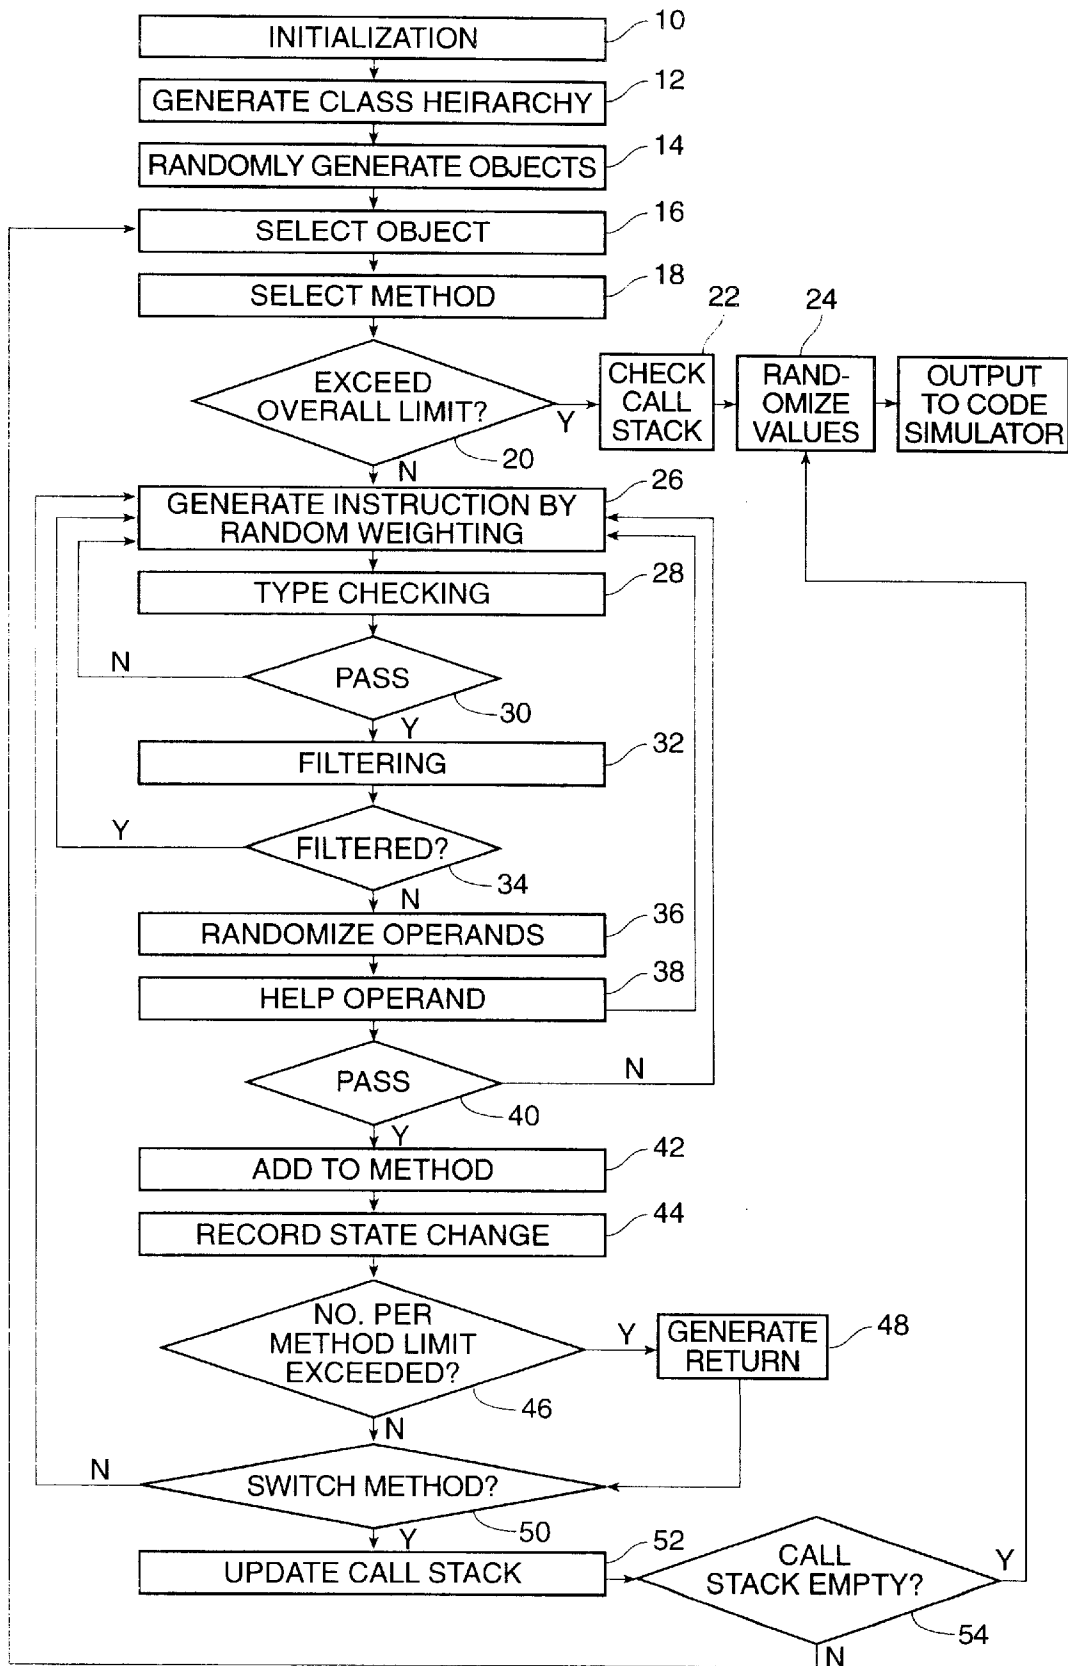 INITIALIZATION
10
GENERATE CLASS HEIRARCHY
12
RANDOMLY GENERATE OBJECTS
14
SELECT OBJECT
16
SELECT METHOD
18
EXCEED
OVERALL LIMIT?
20
Y
N
CHECK
CALL
STACK
22
RAND-
OMIZE
VALUES
24
OUTPUT
TO CODE
SIMULATOR
GENERATE INSTRUCTION BY
RANDOM WEIGHTING
26
TYPE CHECKING
28
PASS
30
N
Y
FILTERING
32
FILTERED?
34
Y
N
RANDOMIZE OPERANDS
36
HELP OPERAND
38
PASS
40
N
Y
ADD TO METHOD
42
RECORD STATE CHANGE
44
NO. PER
METHOD LIMIT
EXCEEDED?
46
Y
N
GENERATE
RETURN
48
SWITCH METHOD?
50
N
Y
UPDATE CALL STACK
52
CALL
STACK EMPTY?
54
Y
N